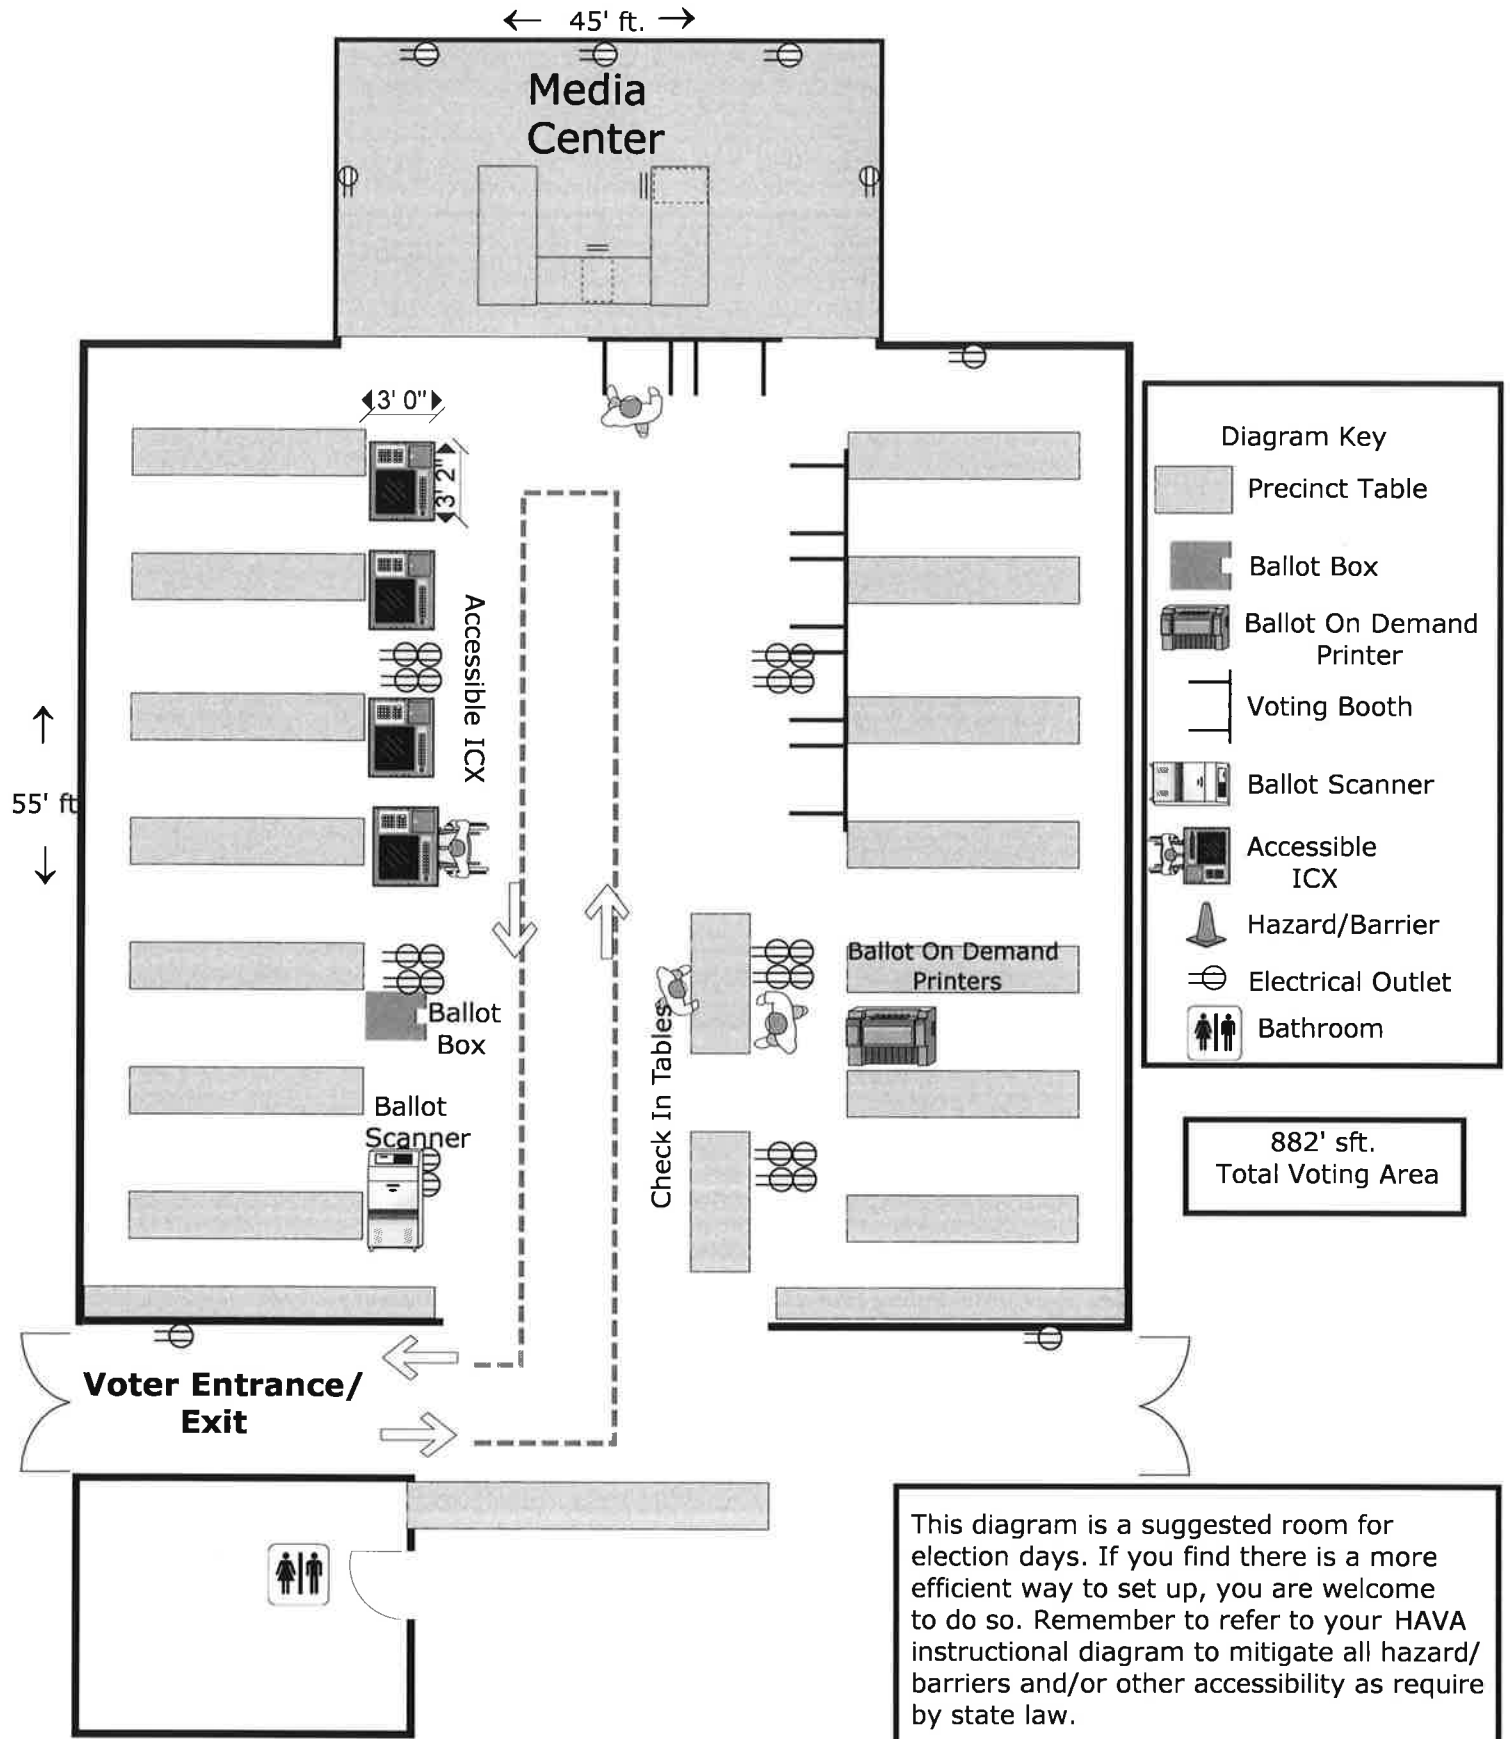 45' ft.
Media
Center
3' 0"
3' 2"
Accessible ICX
55' ft
Ballot
Box
Ballot
Scanner
Check In Tables
Ballot On Demand
Printers
Voter Entrance/
Exit
Diagram Key
Precinct Table
Ballot Box
Ballot On Demand
Printer
Voting Booth
Ballot Scanner
Accessible
ICX
Hazard/Barrier
Electrical Outlet
Bathroom
882' sft.
Total Voting Area
This diagram is a suggested room for
election days. If you find there is a more
efficient way to set up, you are welcome
to do so. Remember to refer to your HAVA
instructional diagram to mitigate all hazard/
barriers and/or other accessibility as require
by state law.